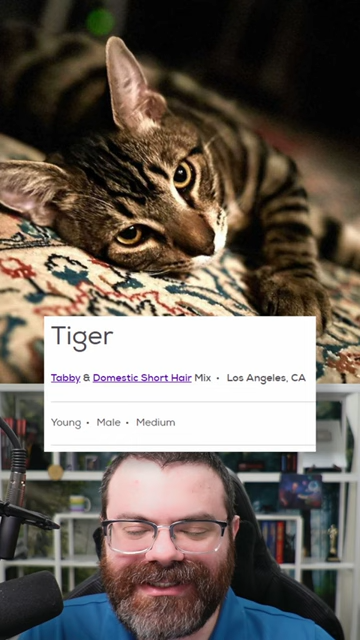 Tiger
Tabby & Domestic Short Hair Mix • Los Angeles, CA
Young • Male • Medium